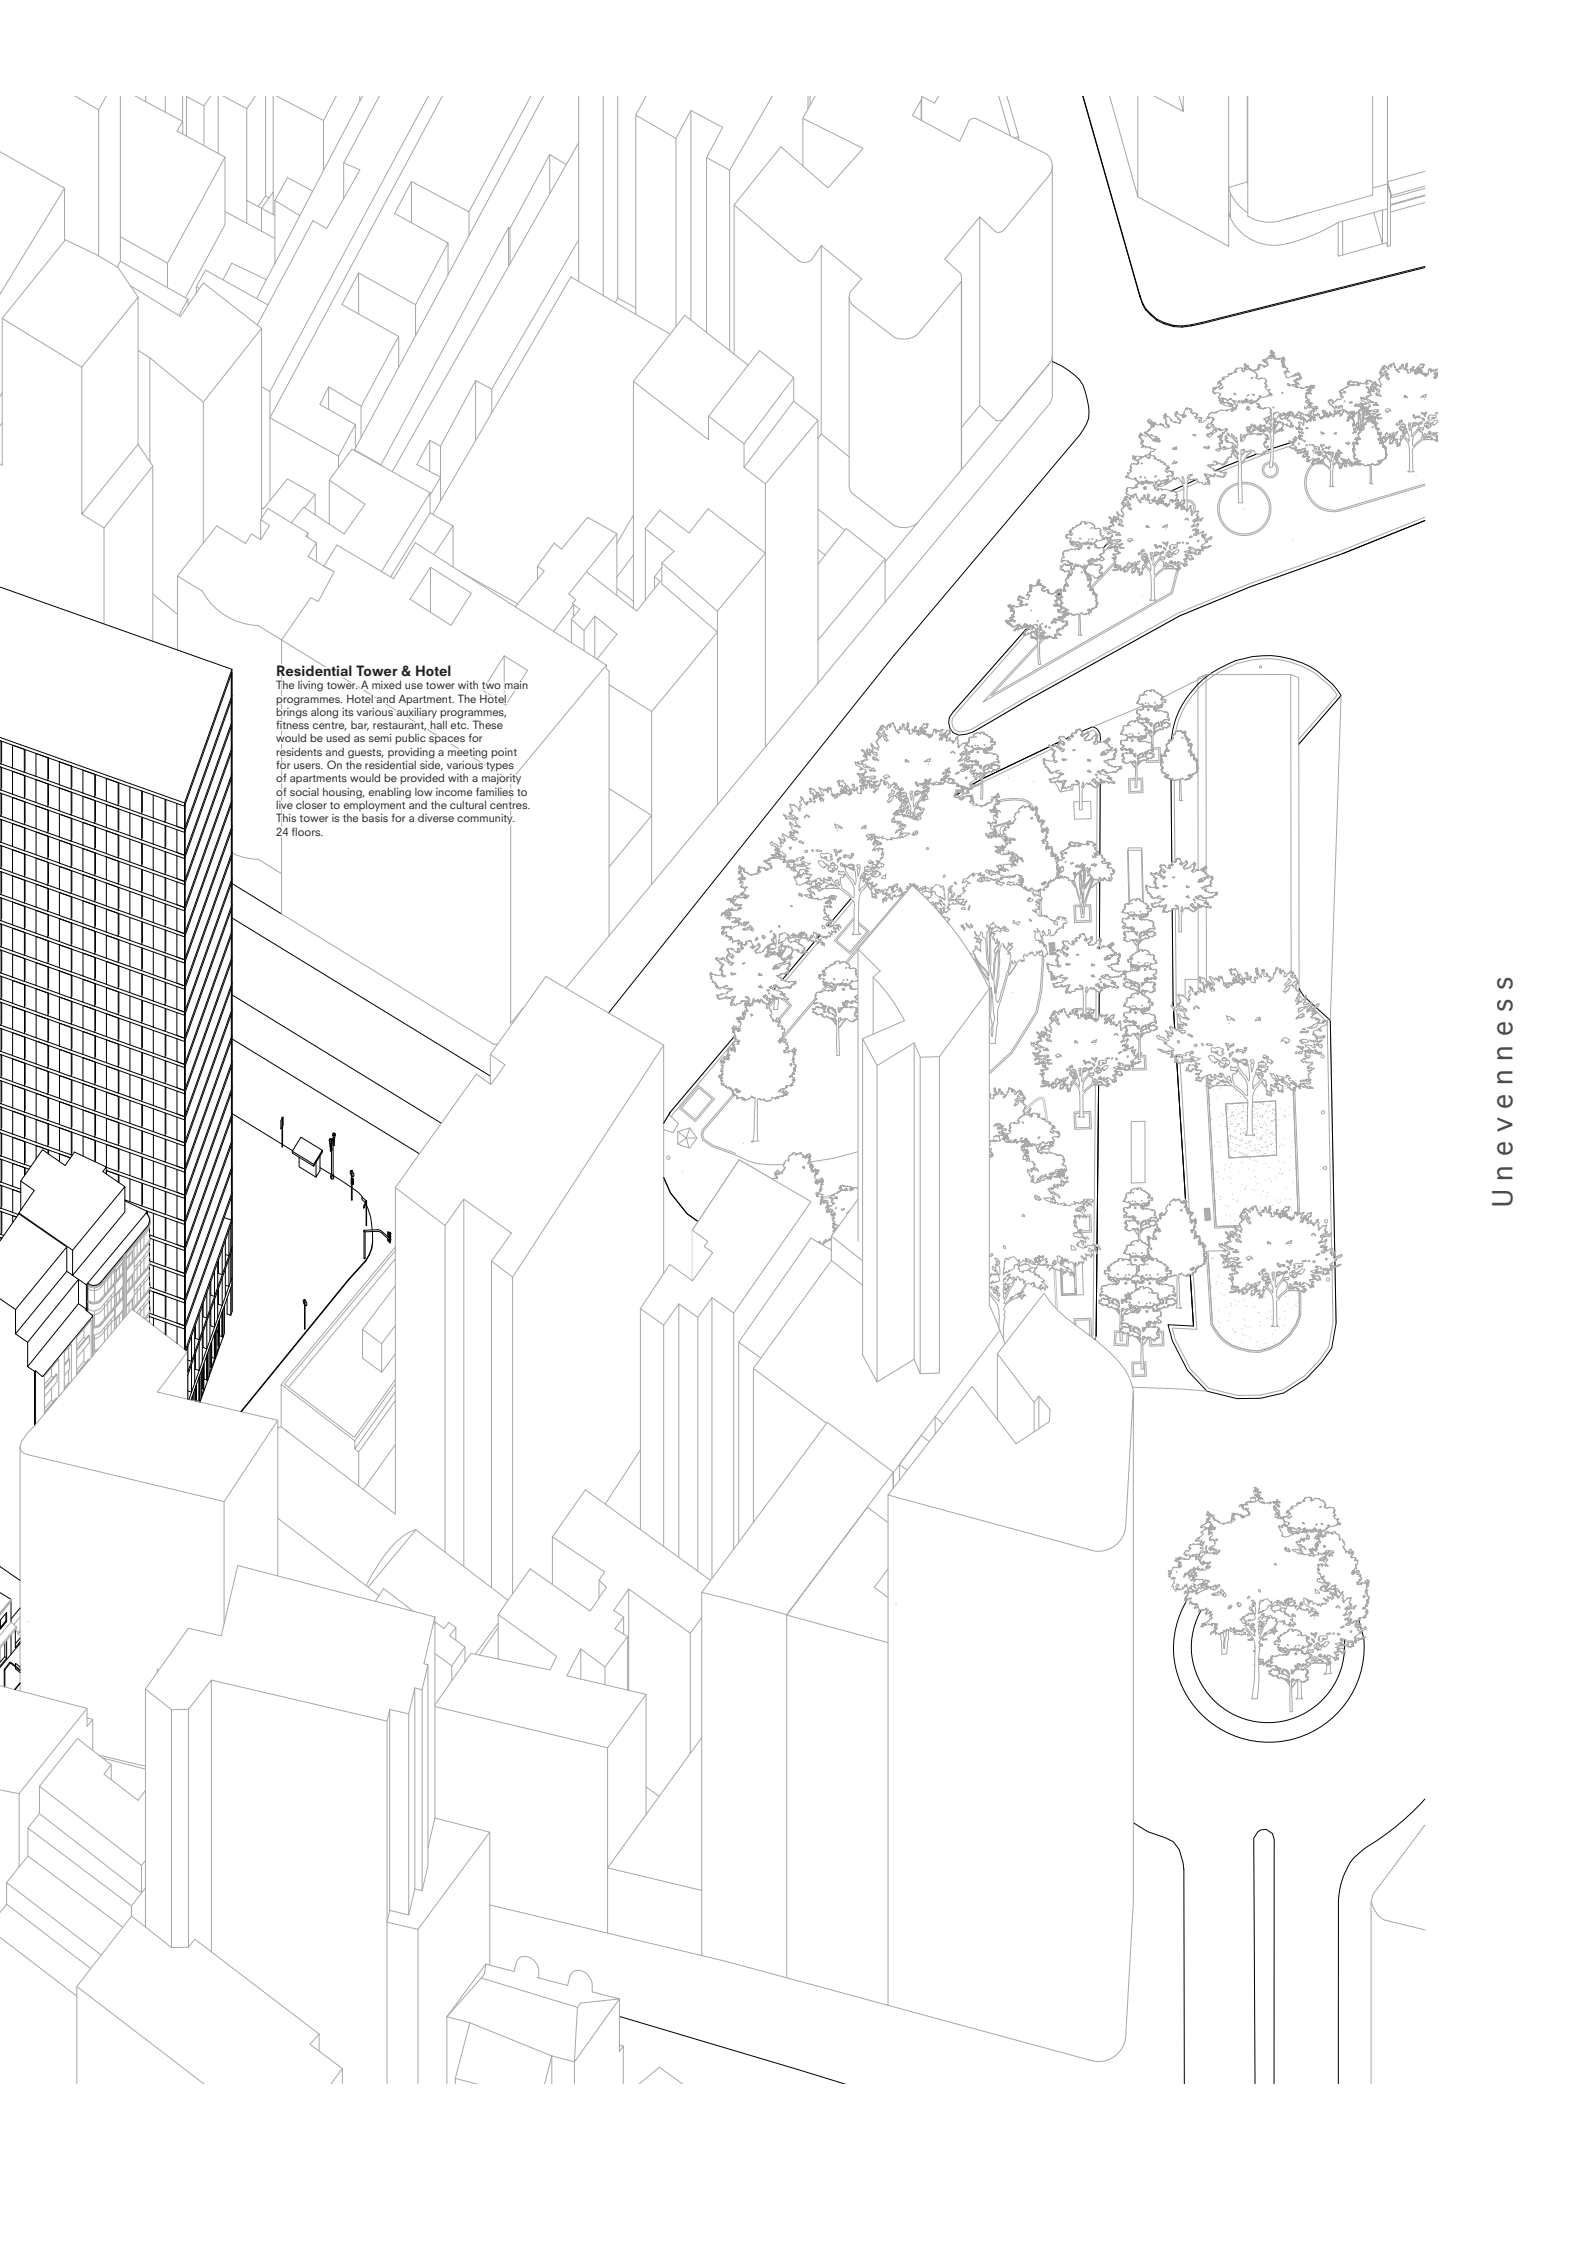 Residential Tower & Hotel
The living tower. A mixed use tower with two main
programmes. Hotel and Apartment. The Hotel
brings along its various auxiliary programmes,
fitness centre, bar, restaurant, hall etc. These
would be used as semi public spaces for
residents and guests, providing a meeting point
for users. On the residential side, various types
of apartments would be provided with a majority
of social housing, enabling low income families to
live closer to employment and the cultural centres.
This tower is the basis for a diverse community.
24 floors.
Unevenness